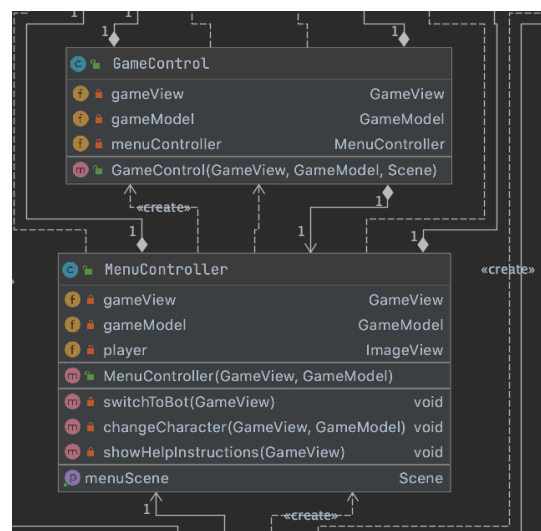 1
1
1
GameControl
gameView GameView
gameModel GameModel
menuController MenuController
GameControl(GameView, GameModel, Scene)
«create»
1
1
1
1
MenuController
«create»
gameView GameView
gameModel GameModel
player ImageView
MenuController(GameView, GameModel)
switchToBot(GameView) void
changeCharacter(GameView, GameModel) void
showHelpInstructions(GameView) void
menuScene Scene
1
«create»